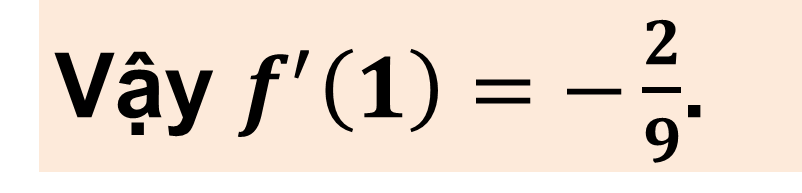 Vậy f′(1) = −2/9.